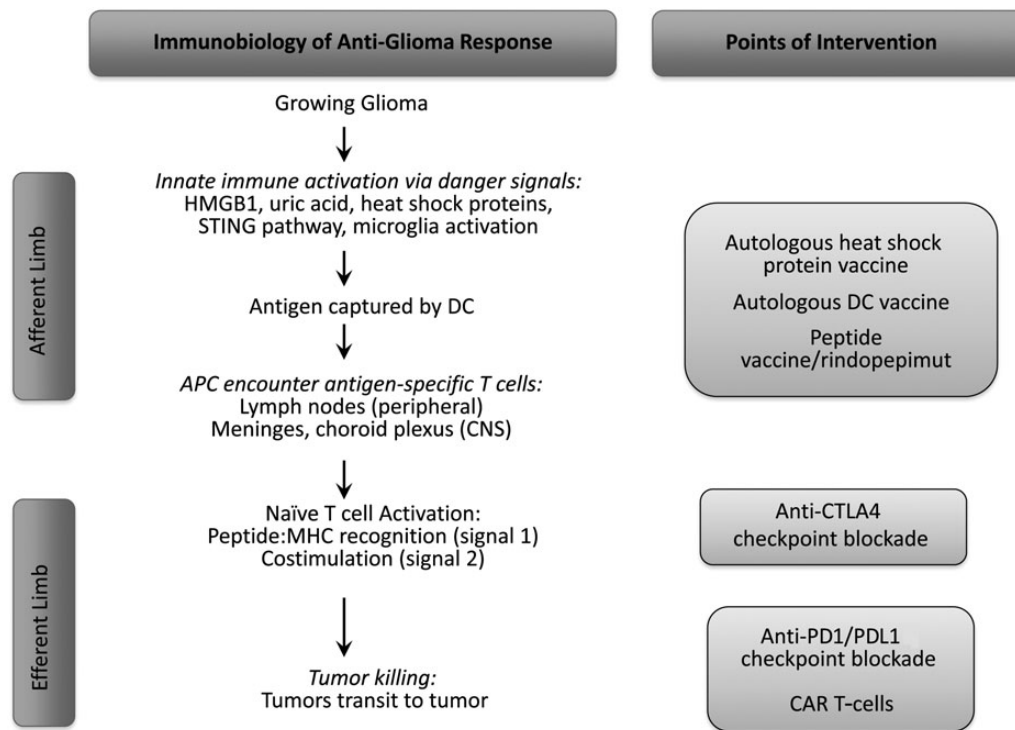 Immunobiology of Anti-Glioma Response
Points of Intervention
Growing Glioma
Afferent Limb
Innate immune activation via danger signals:
HMGB1, uric acid, heat shock proteins,
STING pathway, microglia activation
Antigen captured by DC
APC encounter antigen-specific T cells:
Lymph nodes (peripheral)
Meninges, choroid plexus (CNS)
Autologous heat shock
protein vaccine
Autologous DC vaccine
Peptide
vaccine/rindopepimut
Efferent Limb
Naïve T cell Activation:
Peptide:MHC recognition (signal 1)
Costimulation (signal 2)
Anti-CTLA4
checkpoint blockade
Tumor killing:
Tumors transit to tumor
Anti-PD1/PDL1
checkpoint blockade
CAR T-cells